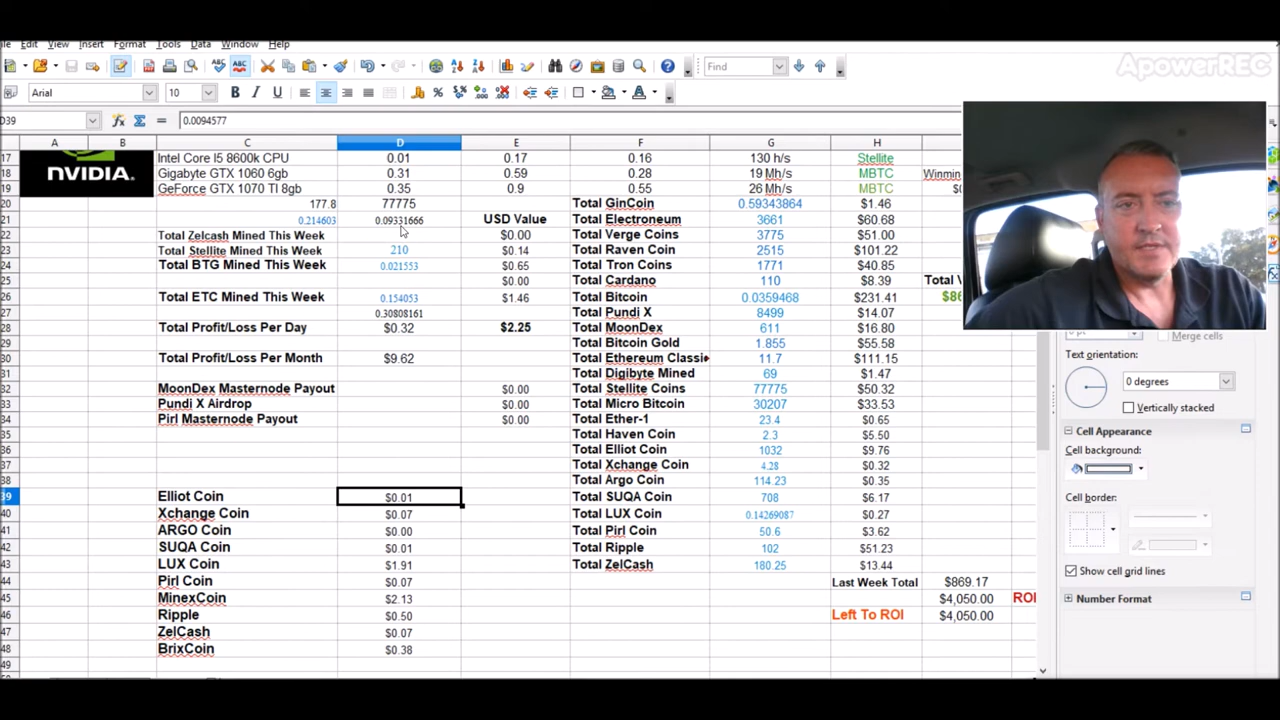 ApowerREC
Edit View Insert Format Tools Data Window Help
Find
Arial 10
D39 0.0094577
A B C D E F G H
17 Intel Core I5 8600k CPU 0.01 0.17 0.16 130 h/s Stellite
18 Gigabyte GTX 1060 6gb 0.31 0.59 0.28 19 Mh/s MBTC
NVIDIA.
19 GeForce GTX 1070 TI 8gb 0.35 0.9 0.55 26 Mh/s MBTC
20 177.8 77775 Total GinCoin 0.59343864 $1.46
21 0.214603 0.09331666 USD Value Total Electroneum 3661 $60.68
22 Total Zelcash Mined This Week $0.00 Total Verge Coins 3775 $51.00
23 Total Stellite Mined This Week 210 $0.14 Total Raven Coin 2515 $101.22
24 Total BTG Mined This Week 0.021553 $0.65 Total Tron Coins 1771 $40.85
25 $0.00 Total Cardano 110 $8.39
26 Total ETC Mined This Week 0.154053 $1.46 Total Bitcoin 0.0359468 $231.41
27 0.30808161 Total Pundi X 8499 $14.07
28 Total Profit/Loss Per Day $0.32 $2.25 Total MoonDex 611 $16.80
29 Total Bitcoin Gold 1.855 $55.58
30 Total Profit/Loss Per Month $9.62 Total Ethereum Classi 11.7 $111.15
31 Total Digibyte Mined 69 $1.47
32 MoonDex Masternode Payout $0.00 Total Stellite Coins 77775 $50.32
33 Pundi X Airdrop $0.00 Total Micro Bitcoin 30207 $33.53
34 Pirl Masternode Payout $0.00 Total Ether-1 23.4 $0.65
35 Total Haven Coin 2.3 $5.50
36 Total Elliot Coin 1032 $9.76
37 Total Xchange Coin 4.28 $0.32
38 Total Argo Coin 114.23 $0.35
39 Elliot Coin $0.01 Total SUQA Coin 708 $6.17
40 Xchange Coin $0.07 Total LUX Coin 0.14269087 $0.27
41 ARGO Coin $0.00 Total Pirl Coin 50.6 $3.62
42 SUQA Coin $0.01 Total Ripple 102 $51.23
43 LUX Coin $1.91 Total ZelCash 180.25 $13.44
44 Pirl Coin $0.07 Last Week Total $869.17
45 MinexCoin $2.13 $4,050.00 ROI
46 Ripple $0.50 Left To ROI $4,050.00
47 ZelCash $0.07
48 BrixCoin $0.38
49
Merge cells
Text orientation:
0 degrees
Vertically stacked
Cell Appearance
Cell background:
Cell border:
Show cell grid lines
Number Format